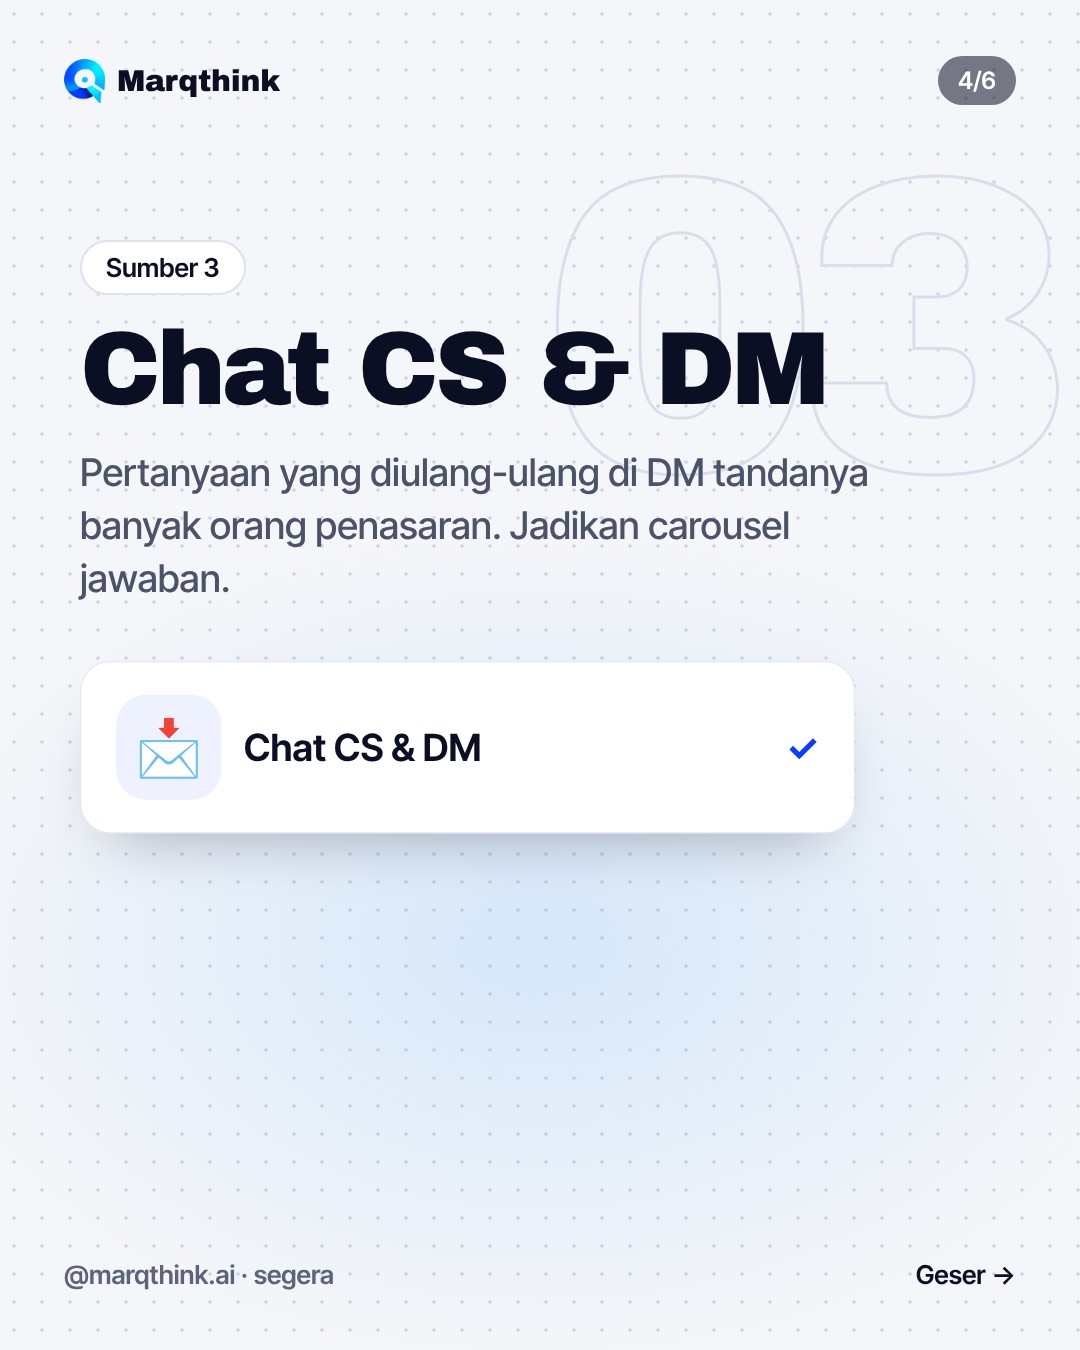 Marqthink
4/6
03
Sumber 3
Chat CS & DM
Pertanyaan yang diulang-ulang di DM tandanya
banyak orang penasaran. Jadikan carousel
jawaban.
Chat CS & DM
@marqthink.ai · segera
Geser →